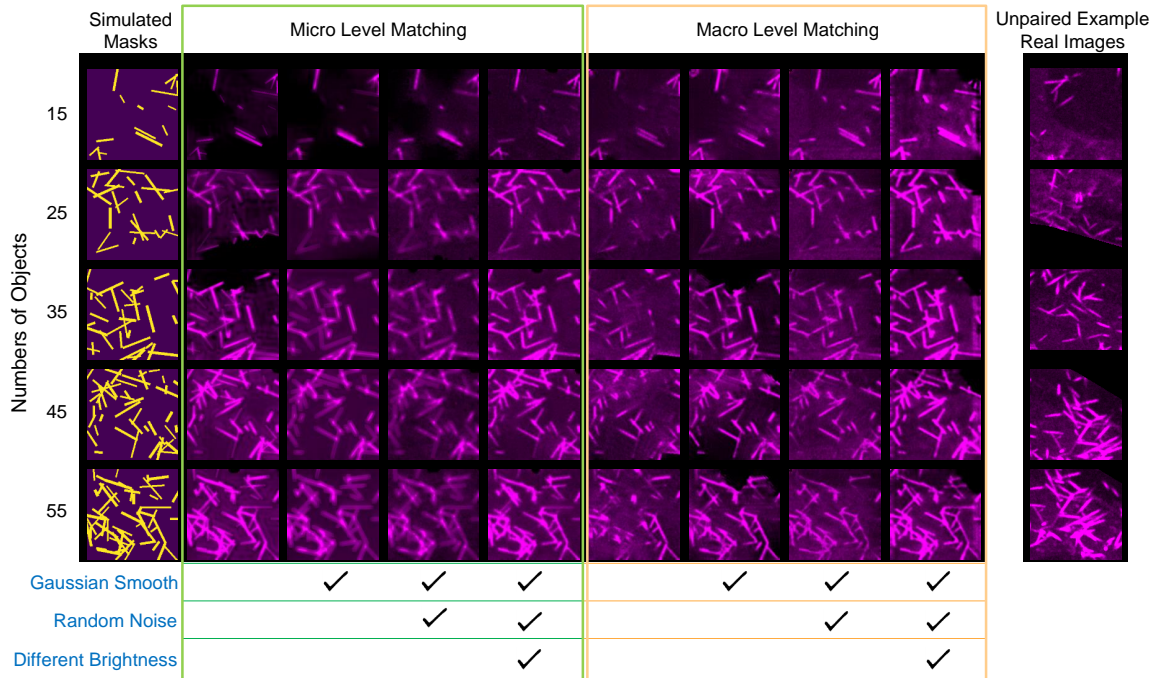 Simulated
Masks
Micro Level Matching
Macro Level Matching
Unpaired Example
Real Images
Numbers of Objects
15
25
35
45
55
Gaussian Smooth
Random Noise
Different Brightness